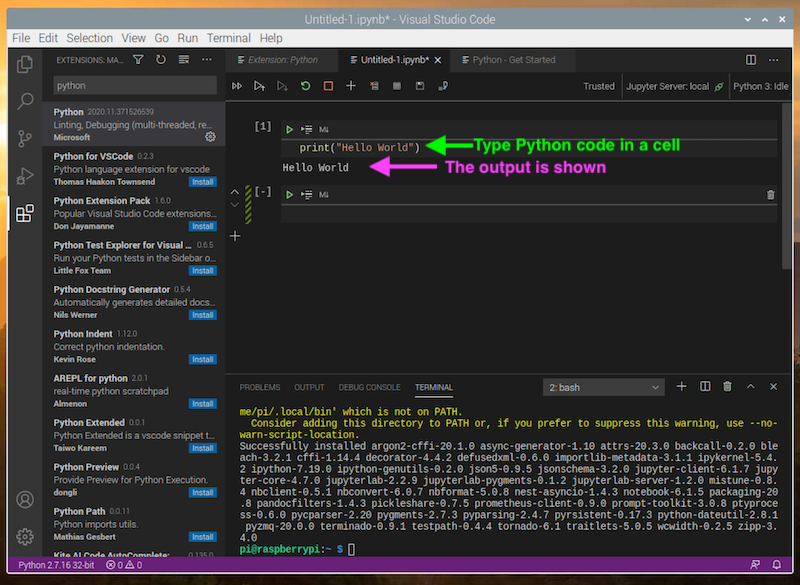 Untitled-1.ipynb* - Visual Studio Code
File Edit Selection View Go Run Terminal Help
EXTENSIONS: MA...
Extension: Python
Untitled-1.ipynb*
Python - Get Started
python
Trusted
Jupyter Server: local
Python 3: Idle
Python 2020.11.371526539
Linting, Debugging (multi-threaded, re...
Microsoft
Python for VSCode 0.2.3
Python language extension for vscode
Thomas Haakon Townsend Install
Python Extension Pack 1.6.0
Popular Visual Studio Code extensions...
Don Jayamanne Install
Python Test Explorer for Visual ... 0.6.5
Run your Python tests in the Sidebar o...
Little Fox Team Install
Python Docstring Generator 0.5.4
Automatically generates detailed docs...
Nils Werner Install
Python Indent 1.12.0
Correct python indentation.
Kevin Rose Install
AREPL for python 2.0.1
real-time python scratchpad
Almenon Install
Python Extended 0.0.1
Python Extended is a vscode snippet t...
Taiwo Kareem Install
Python Preview 0.0.4
Provide Preview for Python Execution.
dongli Install
Python Path 0.0.11
Python imports utils.
Mathias Gesbert Install
Kite AI Code AutoComplete: 0.135.0
[1]
M↓
print("Hello World")
Type Python code in a cell
Hello World
The output is shown
[-]
M↓
PROBLEMS OUTPUT DEBUG CONSOLE TERMINAL
2: bash
me/pi/.local/bin' which is not on PATH.
Consider adding this directory to PATH or, if you prefer to suppress this warning, use --no-
warn-script-location.
Successfully installed argon2-cffi-20.1.0 async-generator-1.10 attrs-20.3.0 backcall-0.2.0 ble
ach-3.2.1 cffi-1.14.4 decorator-4.4.2 defusedxml-0.6.0 importlib-metadata-3.1.1 ipykernel-5.4.
2 ipython-7.19.0 ipython-genutils-0.2.0 json5-0.9.5 jsonschema-3.2.0 jupyter-client-6.1.7 jupy
ter-core-4.7.0 jupyterlab-2.2.9 jupyterlab-pygments-0.1.2 jupyterlab-server-1.2.0 mistune-0.8.
4 nbclient-0.5.1 nbconvert-6.0.7 nbformat-5.0.8 nest-asyncio-1.4.3 notebook-6.1.5 packaging-20
.8 pandocfilters-1.4.3 pickleshare-0.7.5 prometheus-client-0.9.0 prompt-toolkit-3.0.8 ptyproce
ss-0.6.0 pycparser-2.20 pygments-2.7.3 pyparsing-2.4.7 pyrsistent-0.17.3 python-dateutil-2.8.1
pyzmq-20.0.0 terminado-0.9.1 testpath-0.4.4 tornado-6.1 traitlets-5.0.5 wcwidth-0.2.5 zipp-3.
4.0
pi@raspberrypi:~ $
Python 2.7.16 32-bit 0 0